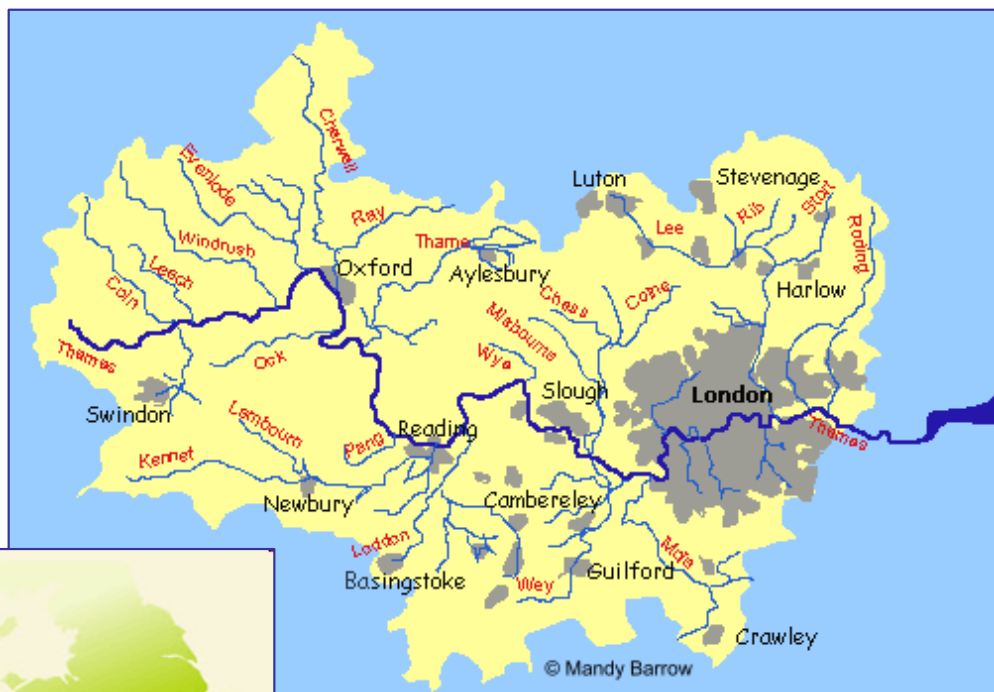 Cherwell
Evenlode
Luton
Stevenage
Ray
Lee
Rib
Stort
Roding
Windrush
Thame
Leach
Oxford
Aylesbury
Coln
Harlow
Chess
Colne
Misbourne
Thames
Ock
Wye
Swindon
Slough
London
Lambourn
Reading
Thames
Pang
Kennet
Newbury
Cambereley
Loddon
Basingstoke
Wey
Guilford
Mole
Crawley
© Mandy Barrow